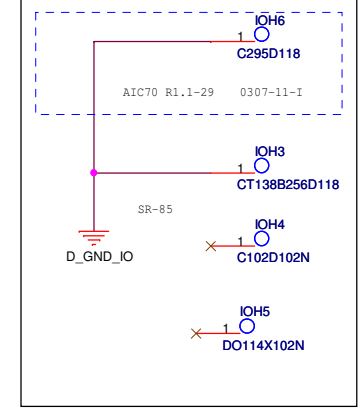 IOH6
1
C295D118
AIC70 R1.1-29 0307-11-I
IOH3
1
CT138B256D118
SR-85
IOH4
1
D_GND_IO
C102D102N
IOH5
1
DO114X102N